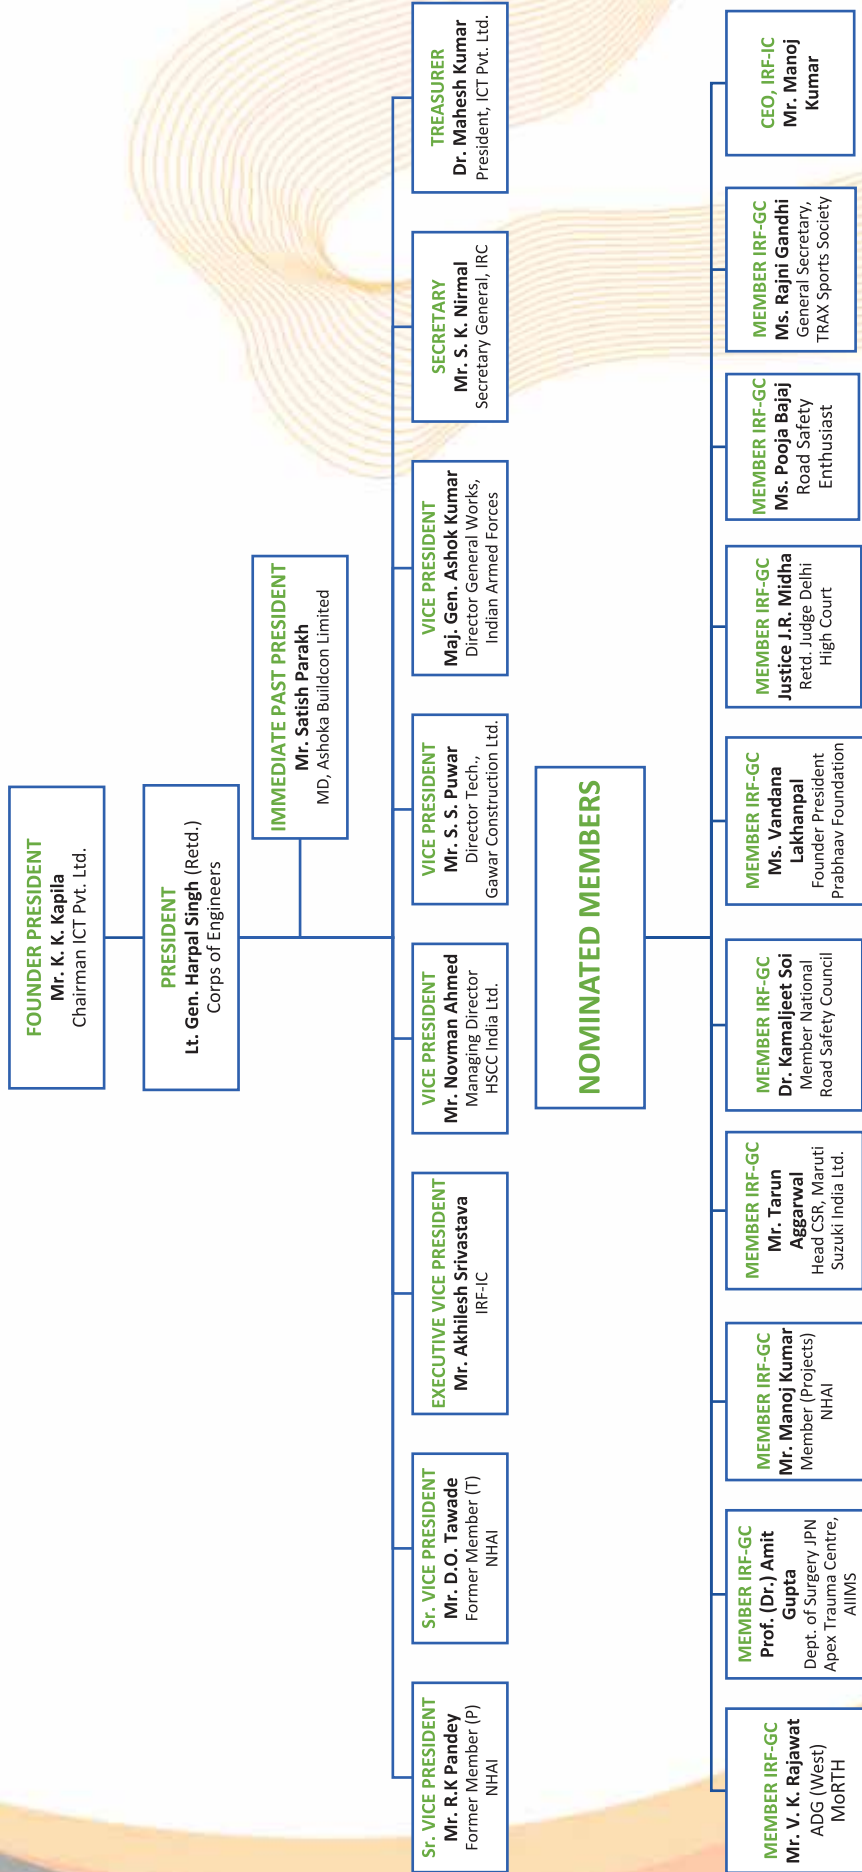 FOUNDER PRESIDENT
Mr. K. K. Kapila
Chairman ICT Pvt. Ltd.
PRESIDENT
Lt. Gen. Harpal Singh (Retd.)
Corps of Engineers
IMMEDIATE PAST PRESIDENT
Mr. Satish Parakh
MD, Ashoka Buildcon Limited
Sr. VICE PRESIDENT
Mr. R.K Pandey
Former Member (P)
NHAI
Sr. VICE PRESIDENT
Mr. D.O. Tawade
Former Member (T)
NHAI
EXECUTIVE VICE PRESIDENT
Mr. Akhilesh Srivastava
IRF-IC
VICE PRESIDENT
Mr. Novman Ahmed
Managing Director
HSCC India Ltd.
VICE PRESIDENT
Mr. S. S. Puwar
Director Tech.,
Gawar Construction Ltd.
VICE PRESIDENT
Maj. Gen. Ashok Kumar
Director General Works,
Indian Armed Forces
SECRETARY
Mr. S. K. Nirmal
Secretary General, IRC
TREASURER
Dr. Mahesh Kumar
President, ICT Pvt. Ltd.
NOMINATED MEMBERS
MEMBER IRF-GC
Mr. V. K. Rajawat
ADG (West)
MoRTH
MEMBER IRF-GC
Prof. (Dr.) Amit
Gupta
Dept. of Surgery JPN
Apex Trauma Centre,
AIIMS
MEMBER IRF-GC
Mr. Manoj Kumar
Member (Projects)
NHAI
MEMBER IRF-GC
Mr. Tarun
Aggarwal
Head CSR, Maruti
Suzuki India Ltd.
MEMBER IRF-GC
Dr. Kamaljeet Soi
Member National
Road Safety Council
MEMBER IRF-GC
Ms. Vandana
Lakhanpal
Founder President
Prabhaav Foundation
MEMBER IRF-GC
Justice J.R. Midha
Retd. Judge Delhi
High Court
MEMBER IRF-GC
Ms. Pooja Bajaj
Road Safety
Enthusiast
MEMBER IRF-GC
Ms. Rajni Gandhi
General Secretary,
TRAX Sports Society
CEO, IRF-IC
Mr. Manoj
Kumar